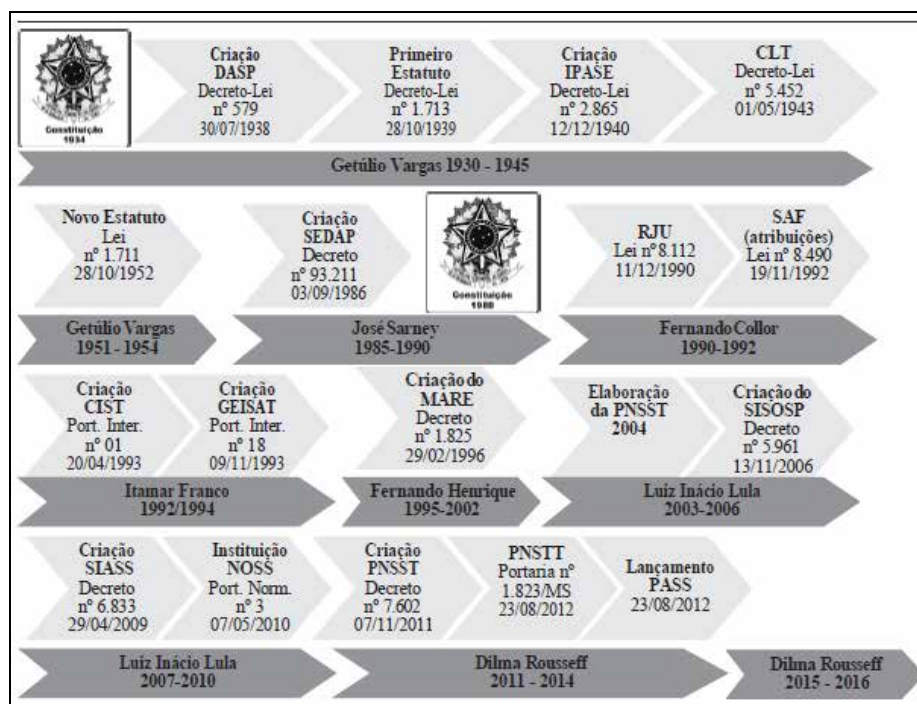 Constituição
1934
Criação
DASP
Decreto-Lei
nº 579
30/07/1938
Primeiro
Estatuto
Decreto-Lei
nº 1.713
28/10/1939
Criação
IPASE
Decreto-Lei
nº 2.865
12/12/1940
CLT
Decreto-Lei
nº 5.452
01/05/1943
Getúlio Vargas 1930 - 1945
Novo Estatuto
Lei
nº 1.711
28/10/1952
Criação
SEDAP
Decreto
nº 93.211
03/09/1986
Constituição
1988
RJU
Lei nº 8.112
11/12/1990
SAF
(atribuições)
Lei nº 8.490
19/11/1992
Getúlio Vargas
1951 - 1954
José Sarney
1985-1990
Fernando Collor
1990-1992
Criação
CIST
Port. Inter.
nº 01
20/04/1993
Criação
GEISAT
Port. Inter.
nº 18
09/11/1993
Criação do
MARE
Decreto
nº 1.825
29/02/1996
Elaboração
da PNSST
2004
Criação do
SISOSP
Decreto
nº 5.961
13/11/2006
Itamar Franco
1992/1994
Fernando Henrique
1995-2002
Luiz Inácio Lula
2003-2006
Criação
SIASS
Decreto
nº 6.833
29/04/2009
Instituição
NOSS
Port. Norm.
nº 3
07/05/2010
Criação
PNSST
Decreto
nº 7.602
07/11/2011
PNSTT
Portaria nº
1.823/MS
23/08/2012
Lançamento
PASS
23/08/2012
Luiz Inácio Lula
2007-2010
Dilma Rousseff
2011 - 2014
Dilma Rousseff
2015 - 2016